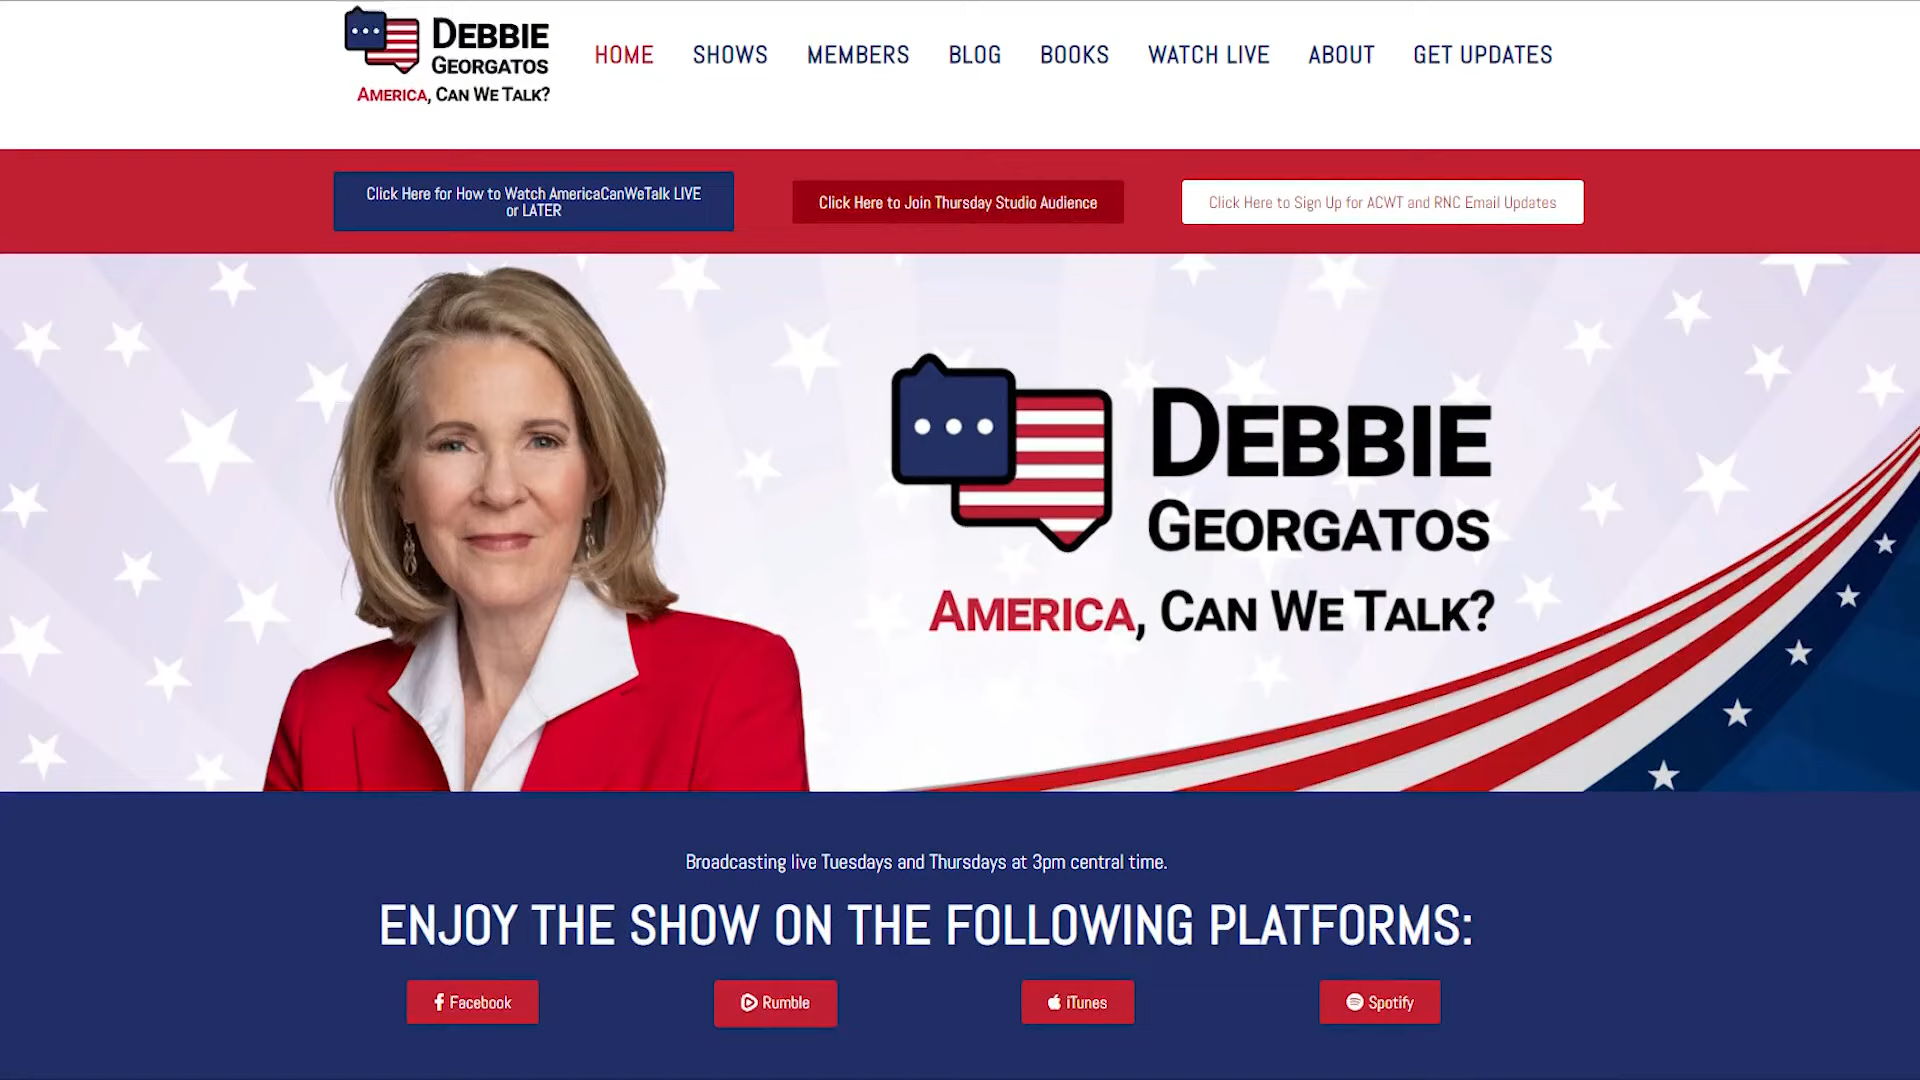 DEBBIE
GEORGATOS
AMERICA, CAN WE TALK?
HOME SHOWS MEMBERS BLOG BOOKS WATCH LIVE ABOUT GET UPDATES
Click Here for How to Watch AmericaCanWeTalk LIVE
or LATER
Click Here to Join Thursday Studio Audience
Click Here to Sign Up for ACWT and RNC Email Updates
DEBBIE
GEORGATOS
AMERICA, CAN WE TALK?
Broadcasting live Tuesdays and Thursdays at 3pm central time.
ENJOY THE SHOW ON THE FOLLOWING PLATFORMS:
Facebook
Rumble
iTunes
Spotify